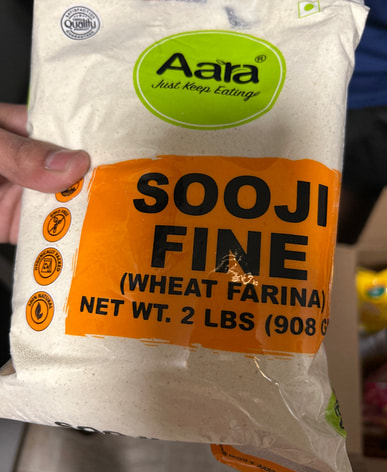 Quality
Aara®
Just Keep Eating
SOOJI
FINE
(WHEAT FARINA)
NET WT. 2 LBS (908 G